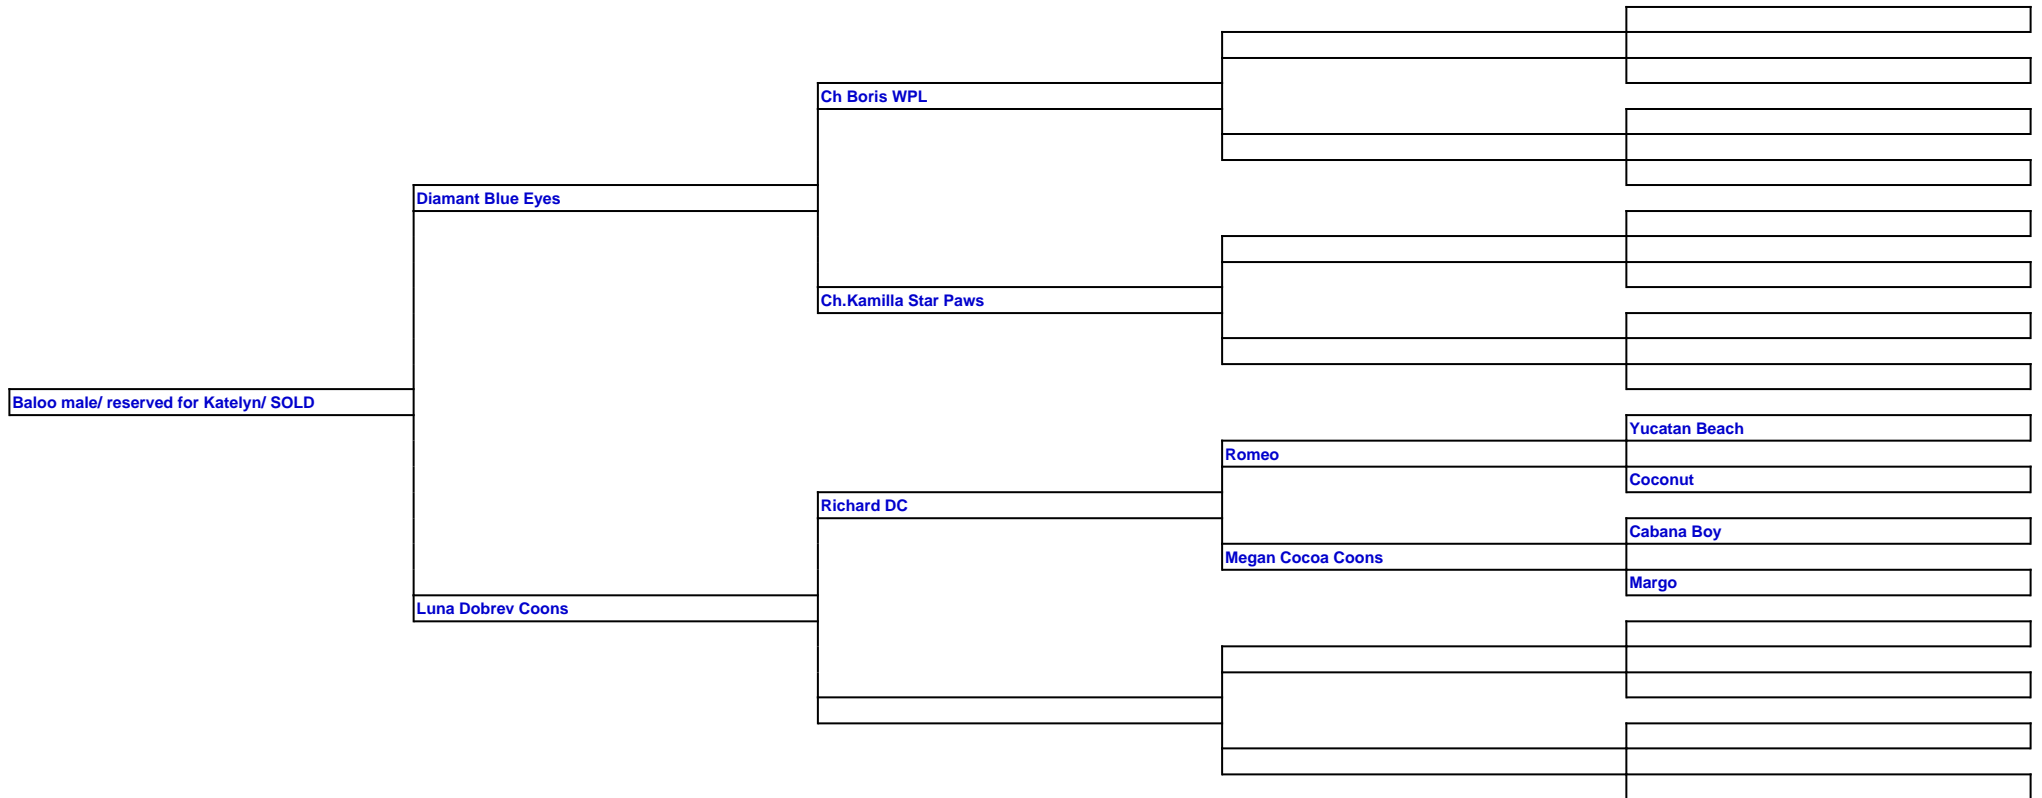 Ch Boris WPL
Diamant Blue Eyes
Ch.Kamilla Star Paws
Baloo male/ reserved for Katelyn/ SOLD
Yucatan Beach
Romeo
Coconut
Richard DC
Cabana Boy
Megan Cocoa Coons
Margo
Luna Dobrev Coons